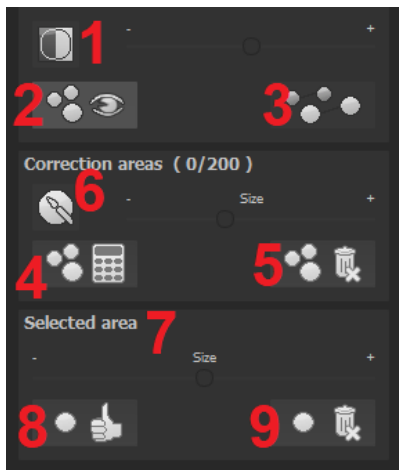 1
- +
2 3
Correction areas ( 0/200 )
6
- Size +
4 5
Selected area
7
- Size +
8 9